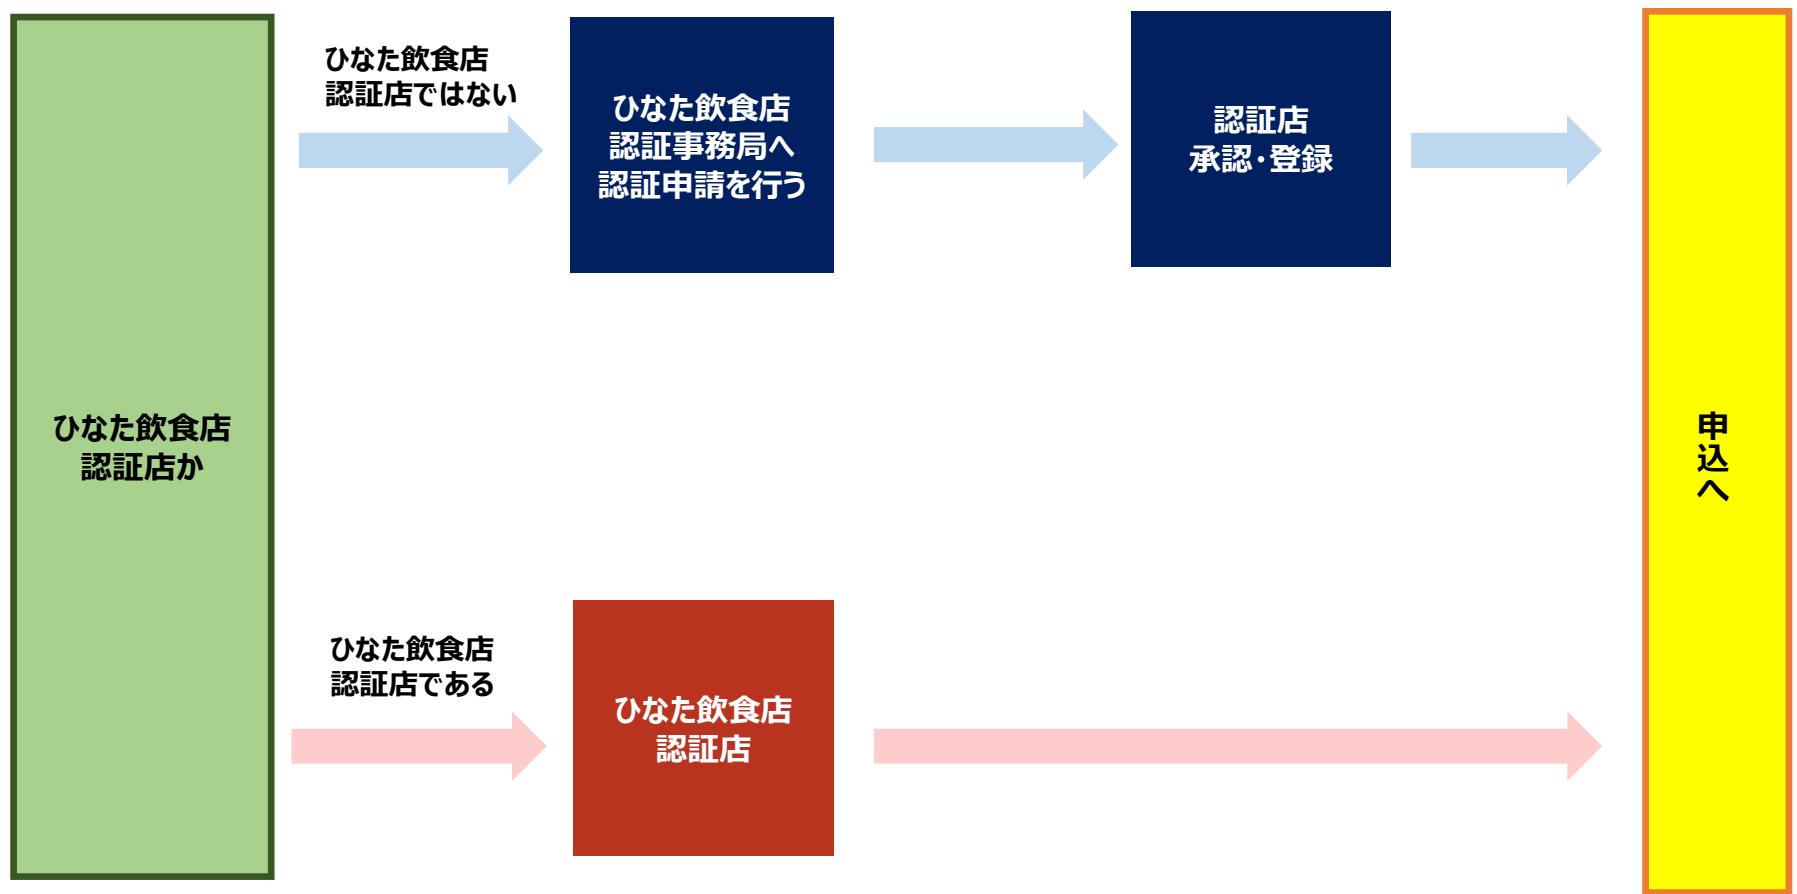 ひなた飲食店
認証店か
ひなた飲食店
認証店ではない
ひなた飲食店
認証事務局へ
認証申請を行う
認証店
承認・登録
ひなた飲食店
認証店である
ひなた飲食店
認証店
申込へ